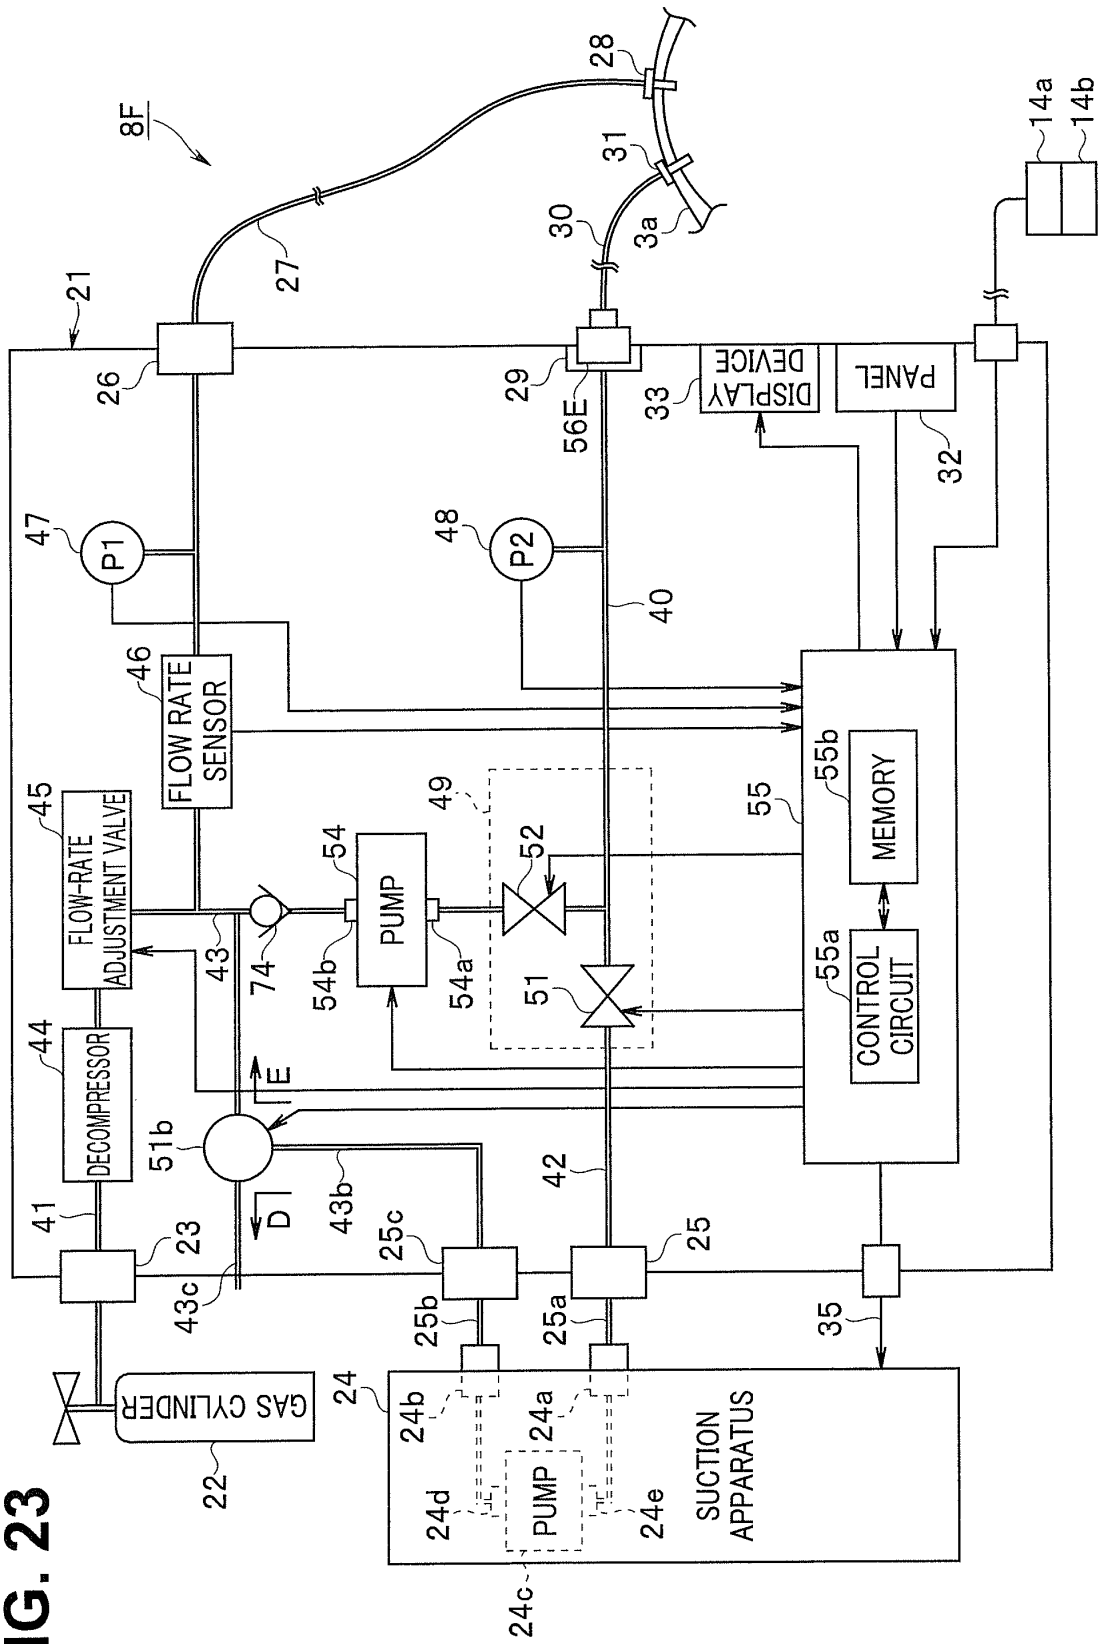 IG. 23
8F
21
26
27
28
31
30
3a
29
56E
33
DISPLAY
DEVICE
PANEL
32
14a
14b
47
P1
48
P2
40
46
FLOW RATE
SENSOR
45
FLOW-RATE
ADJUSTMENT VALVE
44
DECOMPRESSOR
41
23
43
74
54
PUMP
54b
54a
49
52
51
55
55b
MEMORY
55a
CONTROL
CIRCUIT
51b
E
D
43b
43c
42
25c
25
25b
25a
35
GAS CYLINDER
22
24
24b
24a
24d
PUMP
24e
24c
SUCTION
APPARATUS